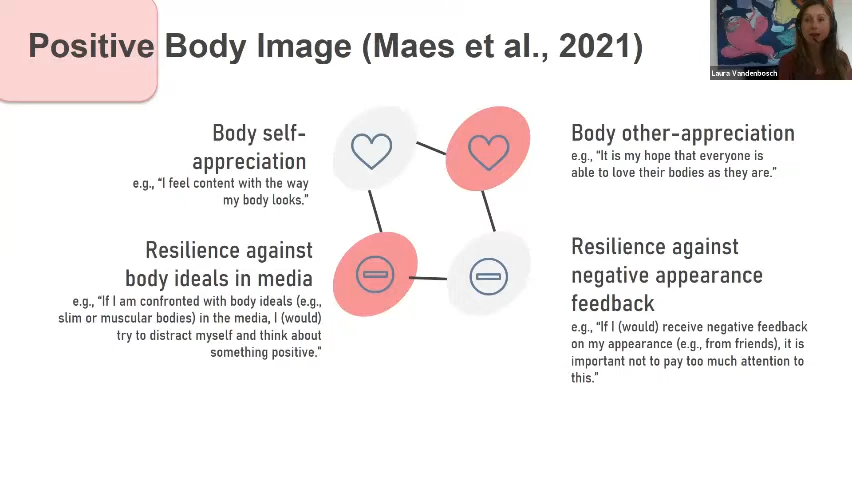 Positive Body Image (Maes et al., 2021)
Laura Vandenbosch
Body self-
appreciation
e.g., “I feel content with the way
my body looks.”
Body other-appreciation
e.g., “It is my hope that everyone is
able to love their bodies as they are.”
Resilience against
body ideals in media
e.g., “If I am confronted with body ideals (e.g.,
slim or muscular bodies) in the media, I (would)
try to distract myself and think about
something positive.”
Resilience against
negative appearance
feedback
e.g., “If I (would) receive negative feedback
on my appearance (e.g., from friends), it is
important not to pay too much attention to
this.”